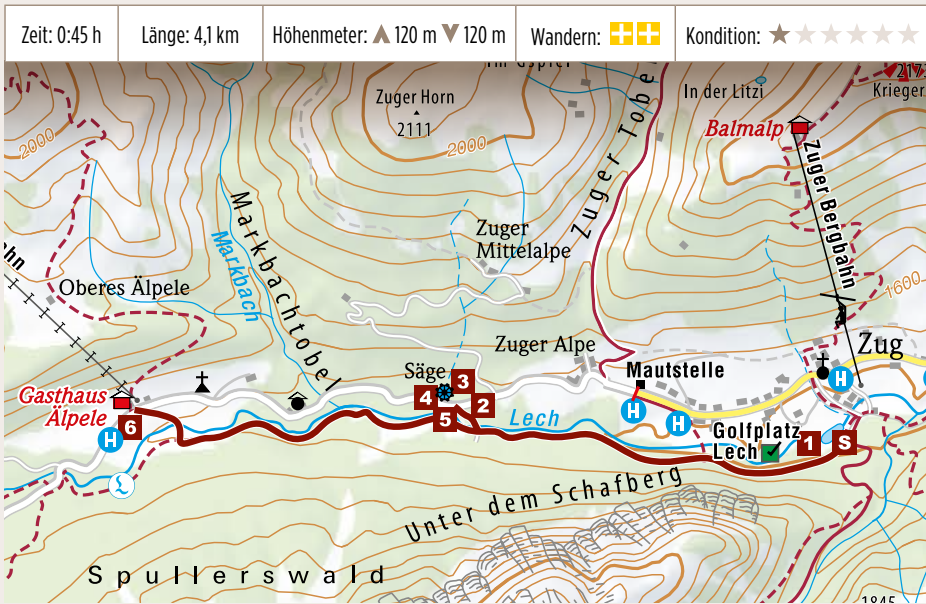 Zeit: 0:45 h
Länge: 4,1 km
Höhenmeter: 120 m 120 m
Wandern:
Kondition:
Zuger Horn
2111
2000
2000
In der Litzi
Krieger
Balmalp
Zuger Tobel
Zuger Bergbahn
Markbachtobel
Markbach
Zuger
Mittelalpe
Oberes Älpele
1600
Zuger Alpe
Zug
Säge
Mautstelle
Gasthaus
Älpele
3
4
2
5
Lech
H
H
H
Golfplatz
Lech
1
S
6
H
Unter dem Schafberg
Spullerswald
1845